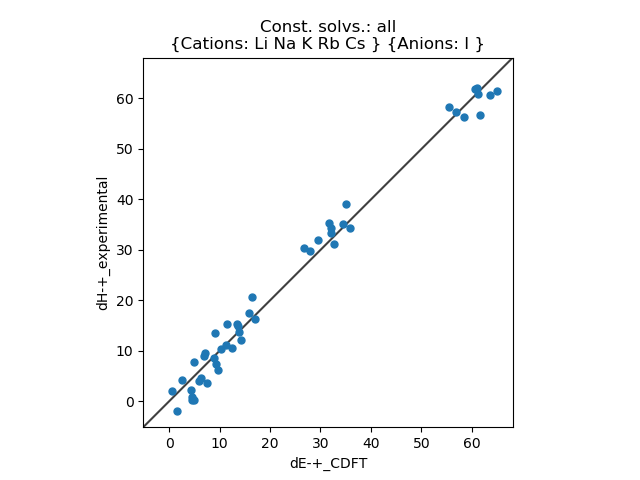 Const. solvs.: all
{Cations: Li Na K Rb Cs } {Anions: I }
60
50
40
30
20
10
0
dH-+_experimental
0 10 20 30 40 50 60
dE-+_CDFT